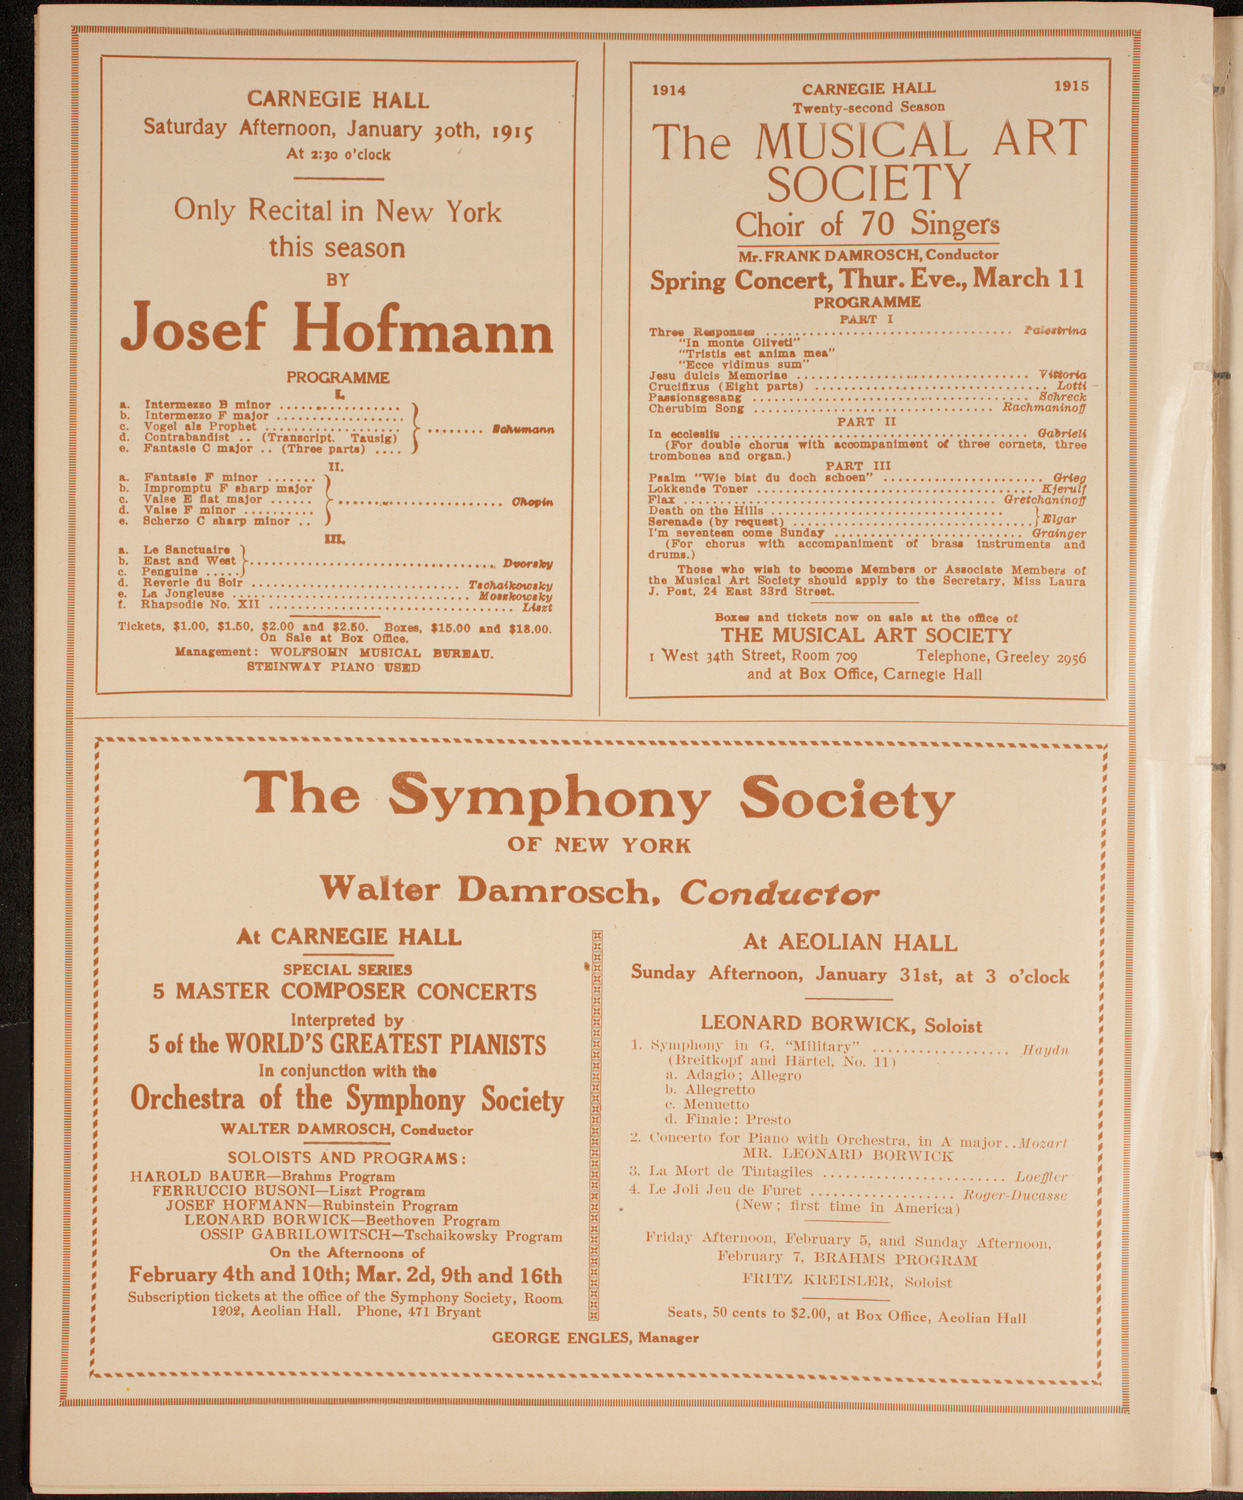 CARNEGIE HALL
Saturday Afternoon, January 30th, 1915
At 2:30 o'clock
Only Recital in New York
this season
BY
Josef Hofmann
PROGRAMME
I.
a. Intermezzo B minor
b. Intermezzo F major
c. Vogel als Prophet
d. Contrabandist .. (Transcript. Tausig)
e. Fantasie C major .. (Three parts)
Schumann
II.
a. Fantasie F minor
b. Impromptu F sharp major
c. Valse E flat major
d. Valse F minor
e. Scherzo C sharp minor
Chopin
III.
a. Le Sanctuaire
b. East and West
c. Penguine
Dvorsky
d. Reverie du Soir ... Tschaikowsky
e. La Jongleuse ... Moszkowsky
f. Rhapsodie No. XII ... Liszt
Tickets, $1.00, $1.50, $2.00 and $2.50. Boxes, $15.00 and $18.00.
On Sale at Box Office.
Management: WOLFSOHN MUSICAL BUREAU.
STEINWAY PIANO USED
1914 CARNEGIE HALL 1915
Twenty-second Season
The MUSICAL ART
SOCIETY
Choir of 70 Singers
Mr. FRANK DAMROSCH, Conductor
Spring Concert, Thur. Eve., March 11
PROGRAMME
PART I
Three Responses ... Palestrina
"In monte Oliveti"
"Tristis est anima mea"
"Ecce vidimus sum"
Jesu dulcis Memoriae ... Vittoria
Crucifixus (Eight parts) ... Lotti
Passionsgesang ... Schreck
Cherubim Song ... Rachmaninoff
PART II
In ecclesiis ... Gabrieli
(For double chorus with accompaniment of three cornets, three
trombones and organ.)
PART III
Psalm "Wie bist du doch schoen" ... Grieg
Lokkende Toner ... Kjerulf
Flax ... Gretchaninoff
Death on the Hills
Serenade (by request)
Elgar
I'm seventeen come Sunday ... Grainger
(For chorus with accompaniment of brass instruments and
drums.)
Those who wish to become Members or Associate Members of
the Musical Art Society should apply to the Secretary, Miss Laura
J. Post, 24 East 33rd Street.
Boxes and tickets now on sale at the office of
THE MUSICAL ART SOCIETY
1 West 34th Street, Room 709 Telephone, Greeley 2956
and at Box Office, Carnegie Hall
The Symphony Society
OF NEW YORK
Walter Damrosch, Conductor
At CARNEGIE HALL
SPECIAL SERIES
5 MASTER COMPOSER CONCERTS
Interpreted by
5 of the WORLD'S GREATEST PIANISTS
In conjunction with the
Orchestra of the Symphony Society
WALTER DAMROSCH, Conductor
SOLOISTS AND PROGRAMS:
HAROLD BAUER—Brahms Program
FERRUCCIO BUSONI—Liszt Program
JOSEF HOFMANN—Rubinstein Program
LEONARD BORWICK—Beethoven Program
OSSIP GABRILOWITSCH—Tschaikowsky Program
On the Afternoons of
February 4th and 10th; Mar. 2d, 9th and 16th
Subscription tickets at the office of the Symphony Society, Room
1202, Aeolian Hall. Phone, 471 Bryant
At AEOLIAN HALL
Sunday Afternoon, January 31st, at 3 o'clock
LEONARD BORWICK, Soloist
1. Symphony in G, "Military" ... Haydn
(Breitkopf and Härtel, No. 11)
a. Adagio; Allegro
b. Allegretto
c. Menuetto
d. Finale: Presto
2. Concerto for Piano with Orchestra, in A major..Mozart
MR. LEONARD BORWICK
3. La Mort de Tintagiles ... Loeffler
4. Le Joli Jeu de Furet ... Roger-Ducasse
(New; first time in America)
Friday Afternoon, February 5, and Sunday Afternoon,
February 7, BRAHMS PROGRAM
FRITZ KREISLER, Soloist
Seats, 50 cents to $2.00, at Box Office, Aeolian Hall
GEORGE ENGLES, Manager